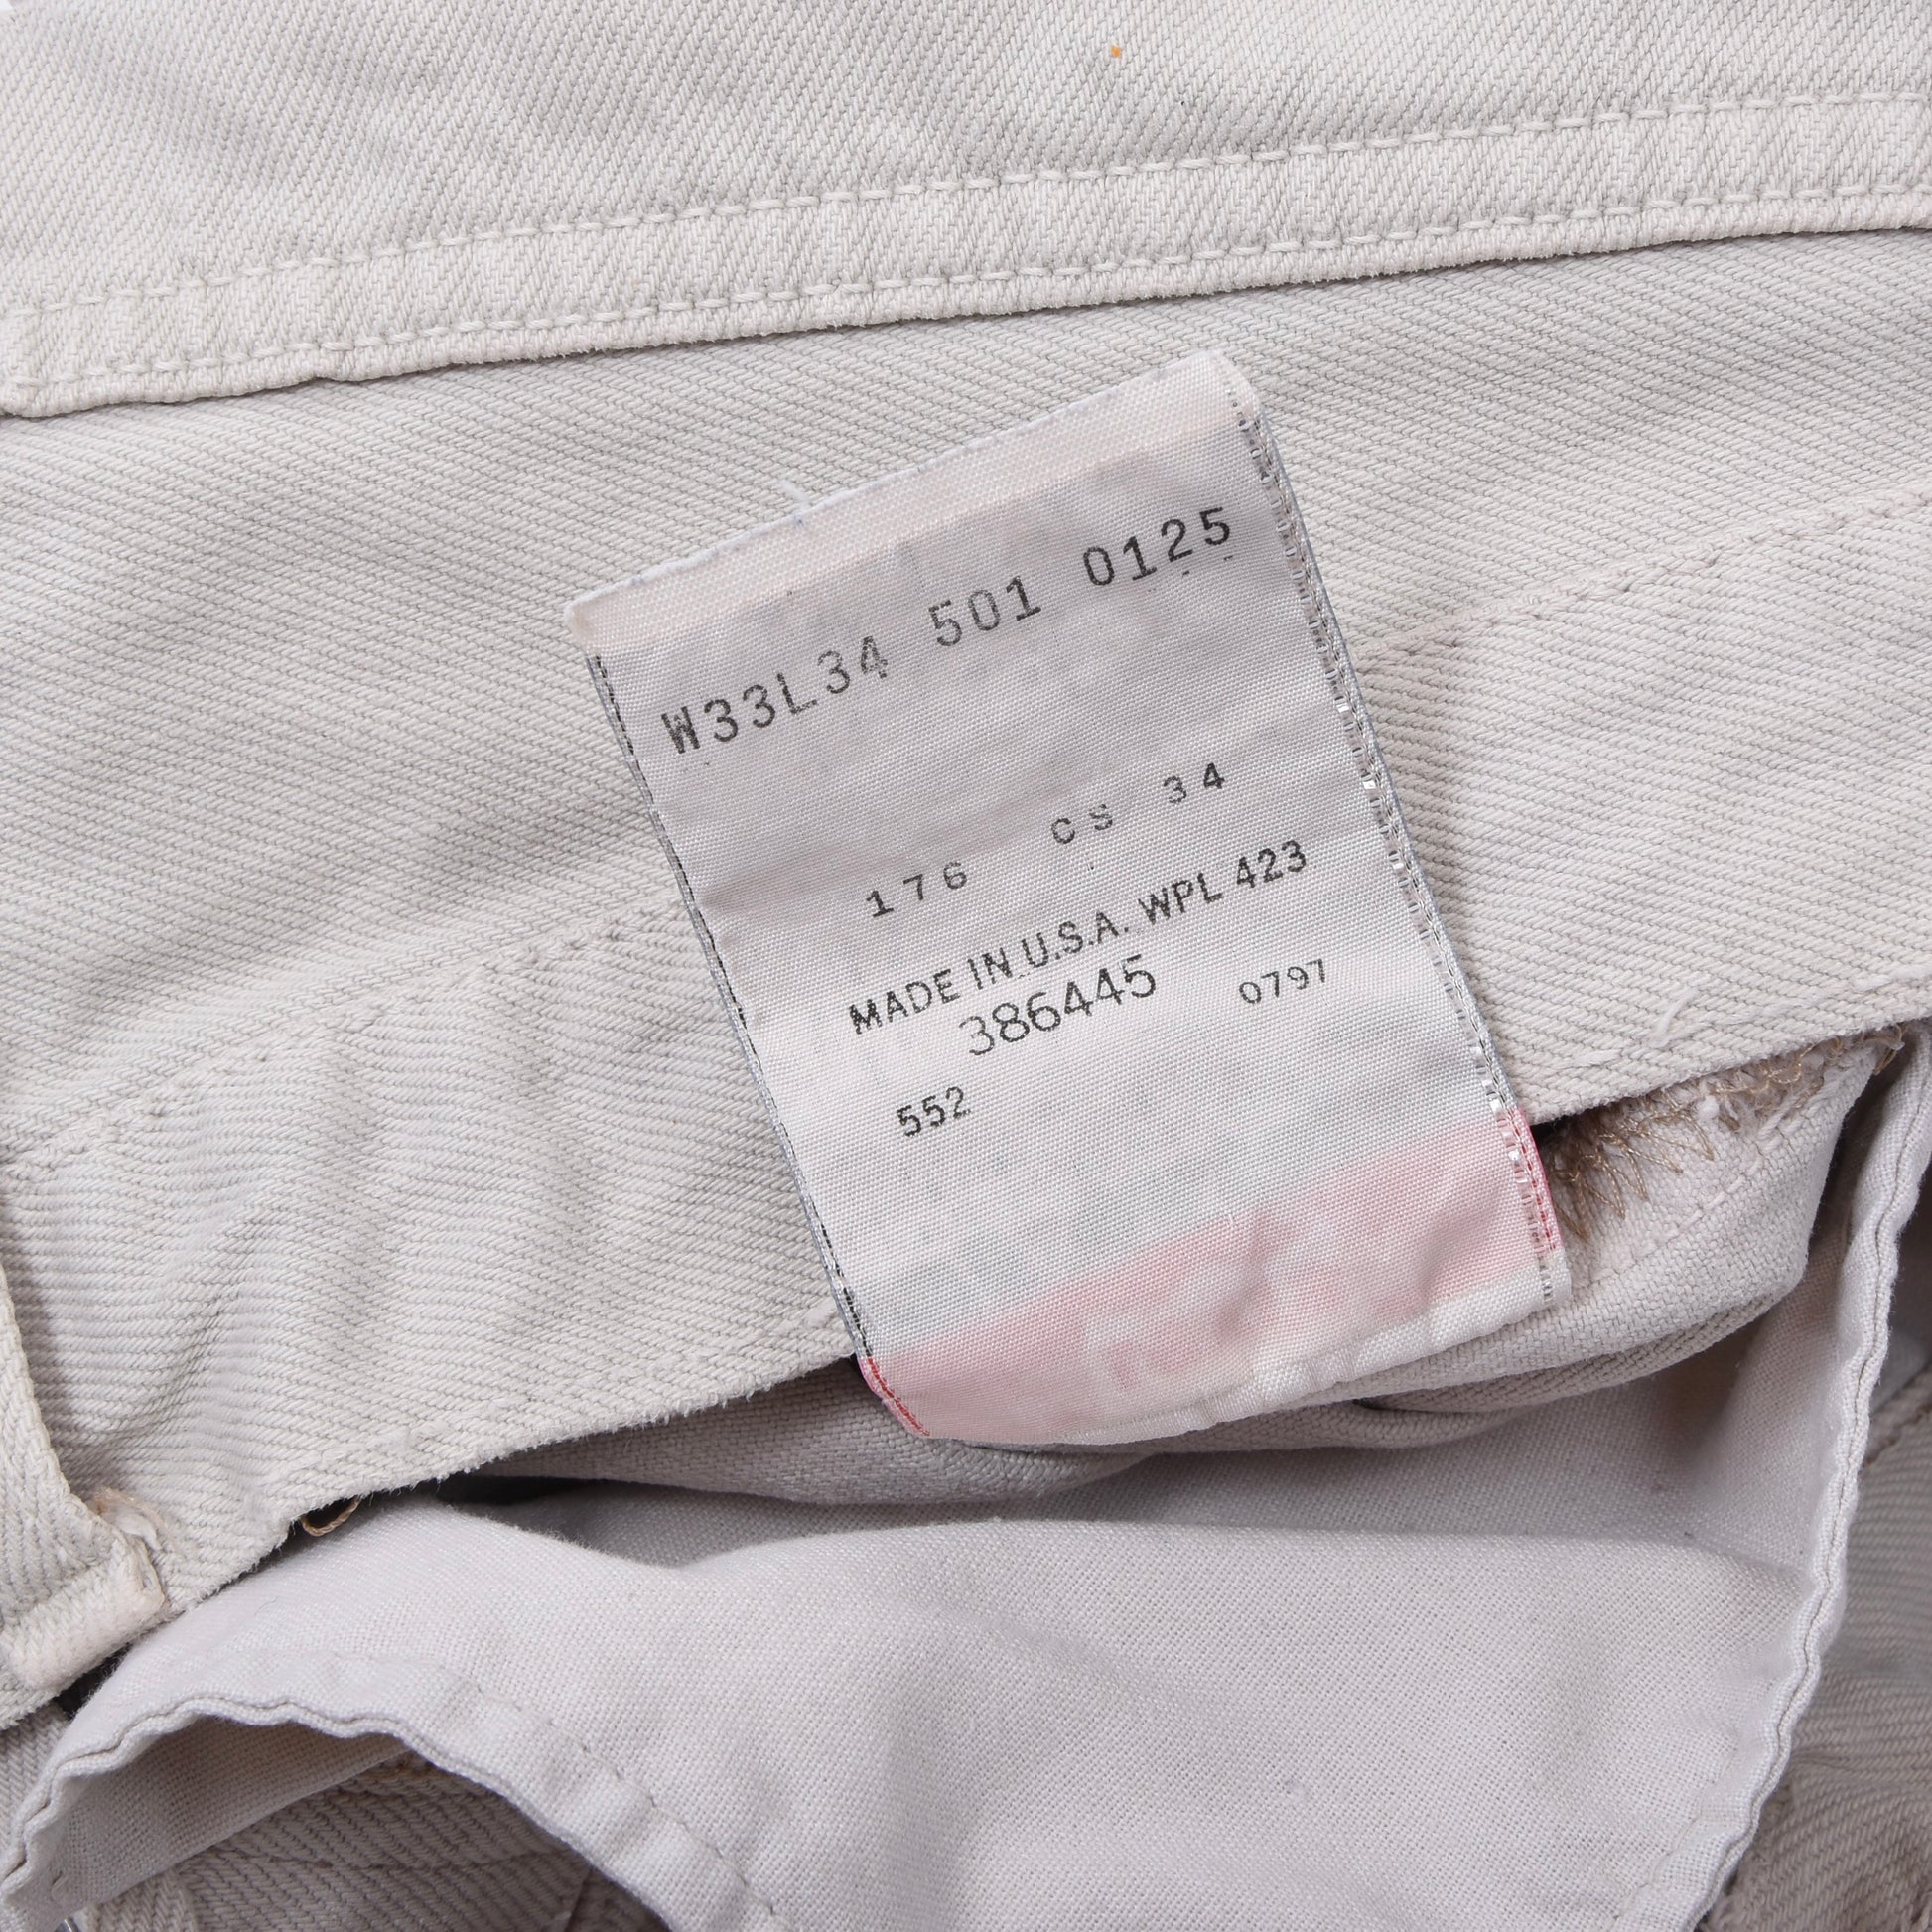 W33L34 501 0125
176 CS 34
MADE IN U.S.A. WPL 423
386445 0797
552